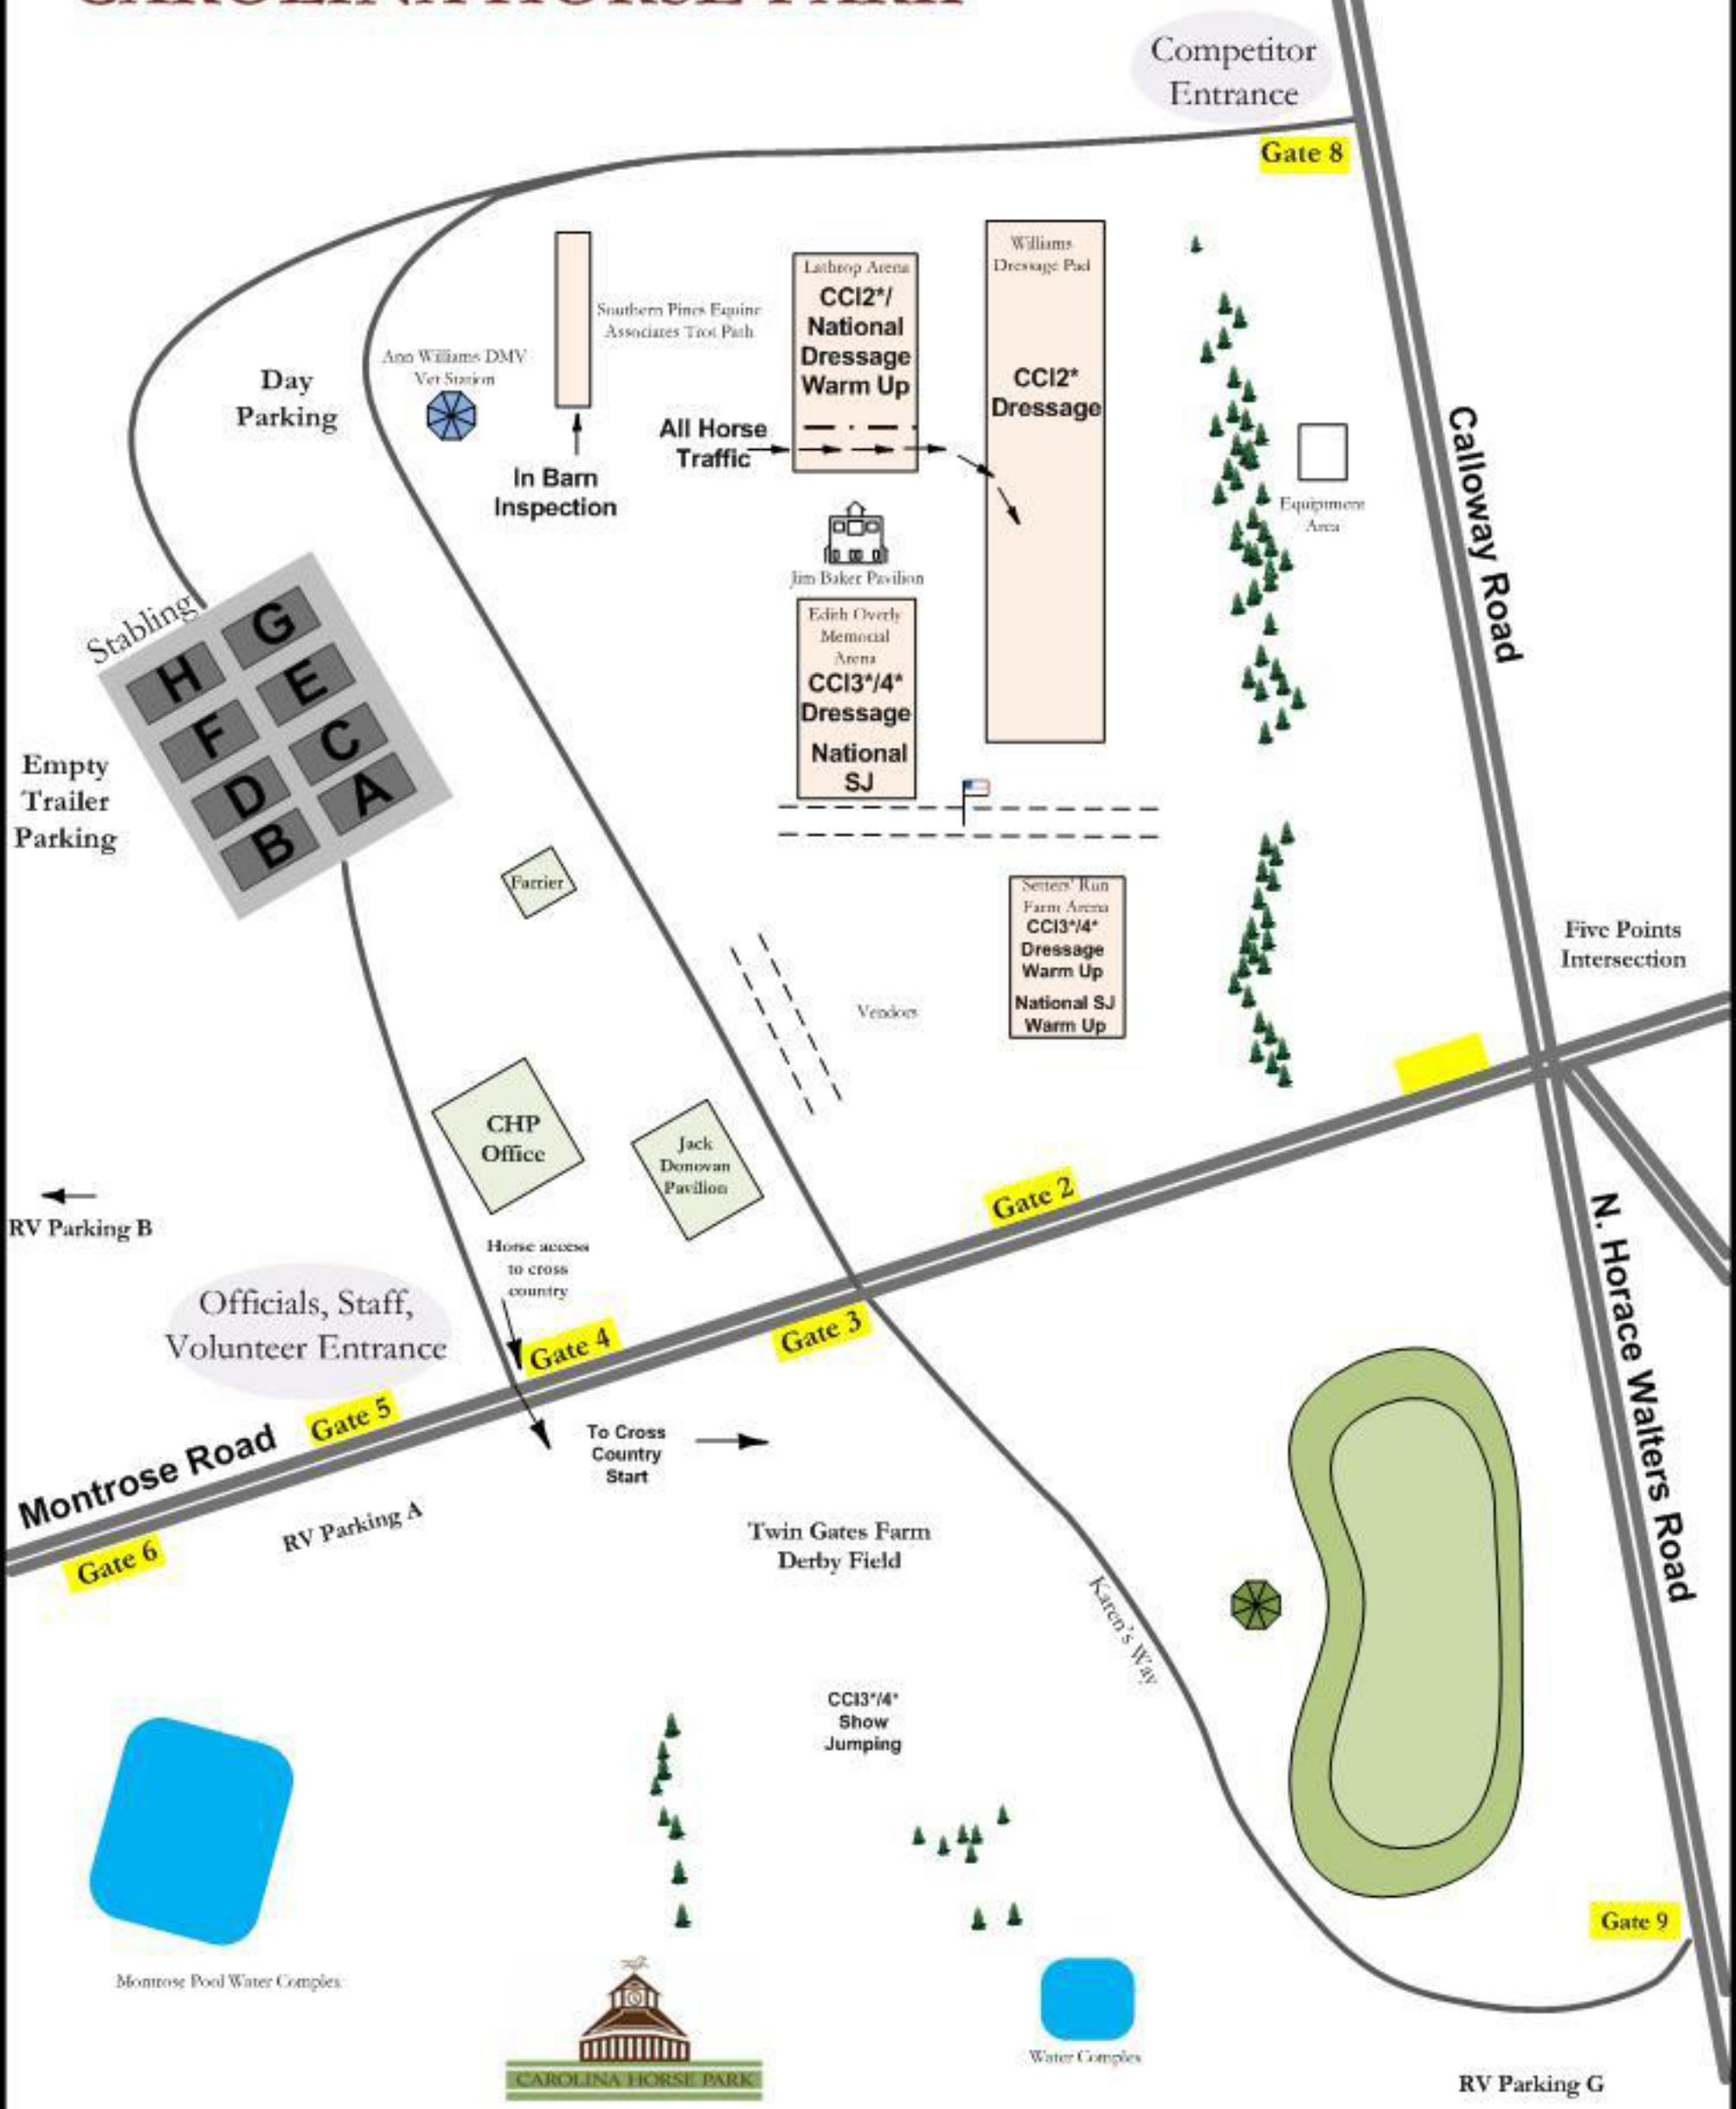 CAROLINA HORSE PARK
Competitor
Entrance
Gate 8
Calloway Road
Williams
Dressage Pad
CCI2*
Dressage
Lathrop Arena
CCI2*/
National
Dressage
Warm Up
Southern Pines Equine
Associates Trot Path
Ann Williams DMV
Vet Station
Day
Parking
All Horse
Traffic
In Barn
Inspection
Equiptment
Area
Jim Baker Pavilion
Edith Overly
Memorial
Arena
CCI3*/4*
Dressage
National
SJ
Stabling
G
H
E
F
C
D
A
B
Empty
Trailer
Parking
Farrier
Setters' Run
Farm Arena
CCI3*/4*
Dressage
Warm Up
National SJ
Warm Up
Five Points
Intersection
Vendors
CHP
Office
Jack
Donovan
Pavilion
RV Parking B
Gate 2
N. Horace Walters Road
Horse access
to cross
country
Officials, Staff,
Volunteer Entrance
Gate 4
Gate 3
Gate 5
Montrose Road
To Cross
Country
Start
RV Parking A
Gate 6
Twin Gates Farm
Derby Field
Karen's Way
CCI3*/4*
Show
Jumping
Gate 9
Montrose Pool Water Complex
CAROLINA HORSE PARK
Water Complex
RV Parking G